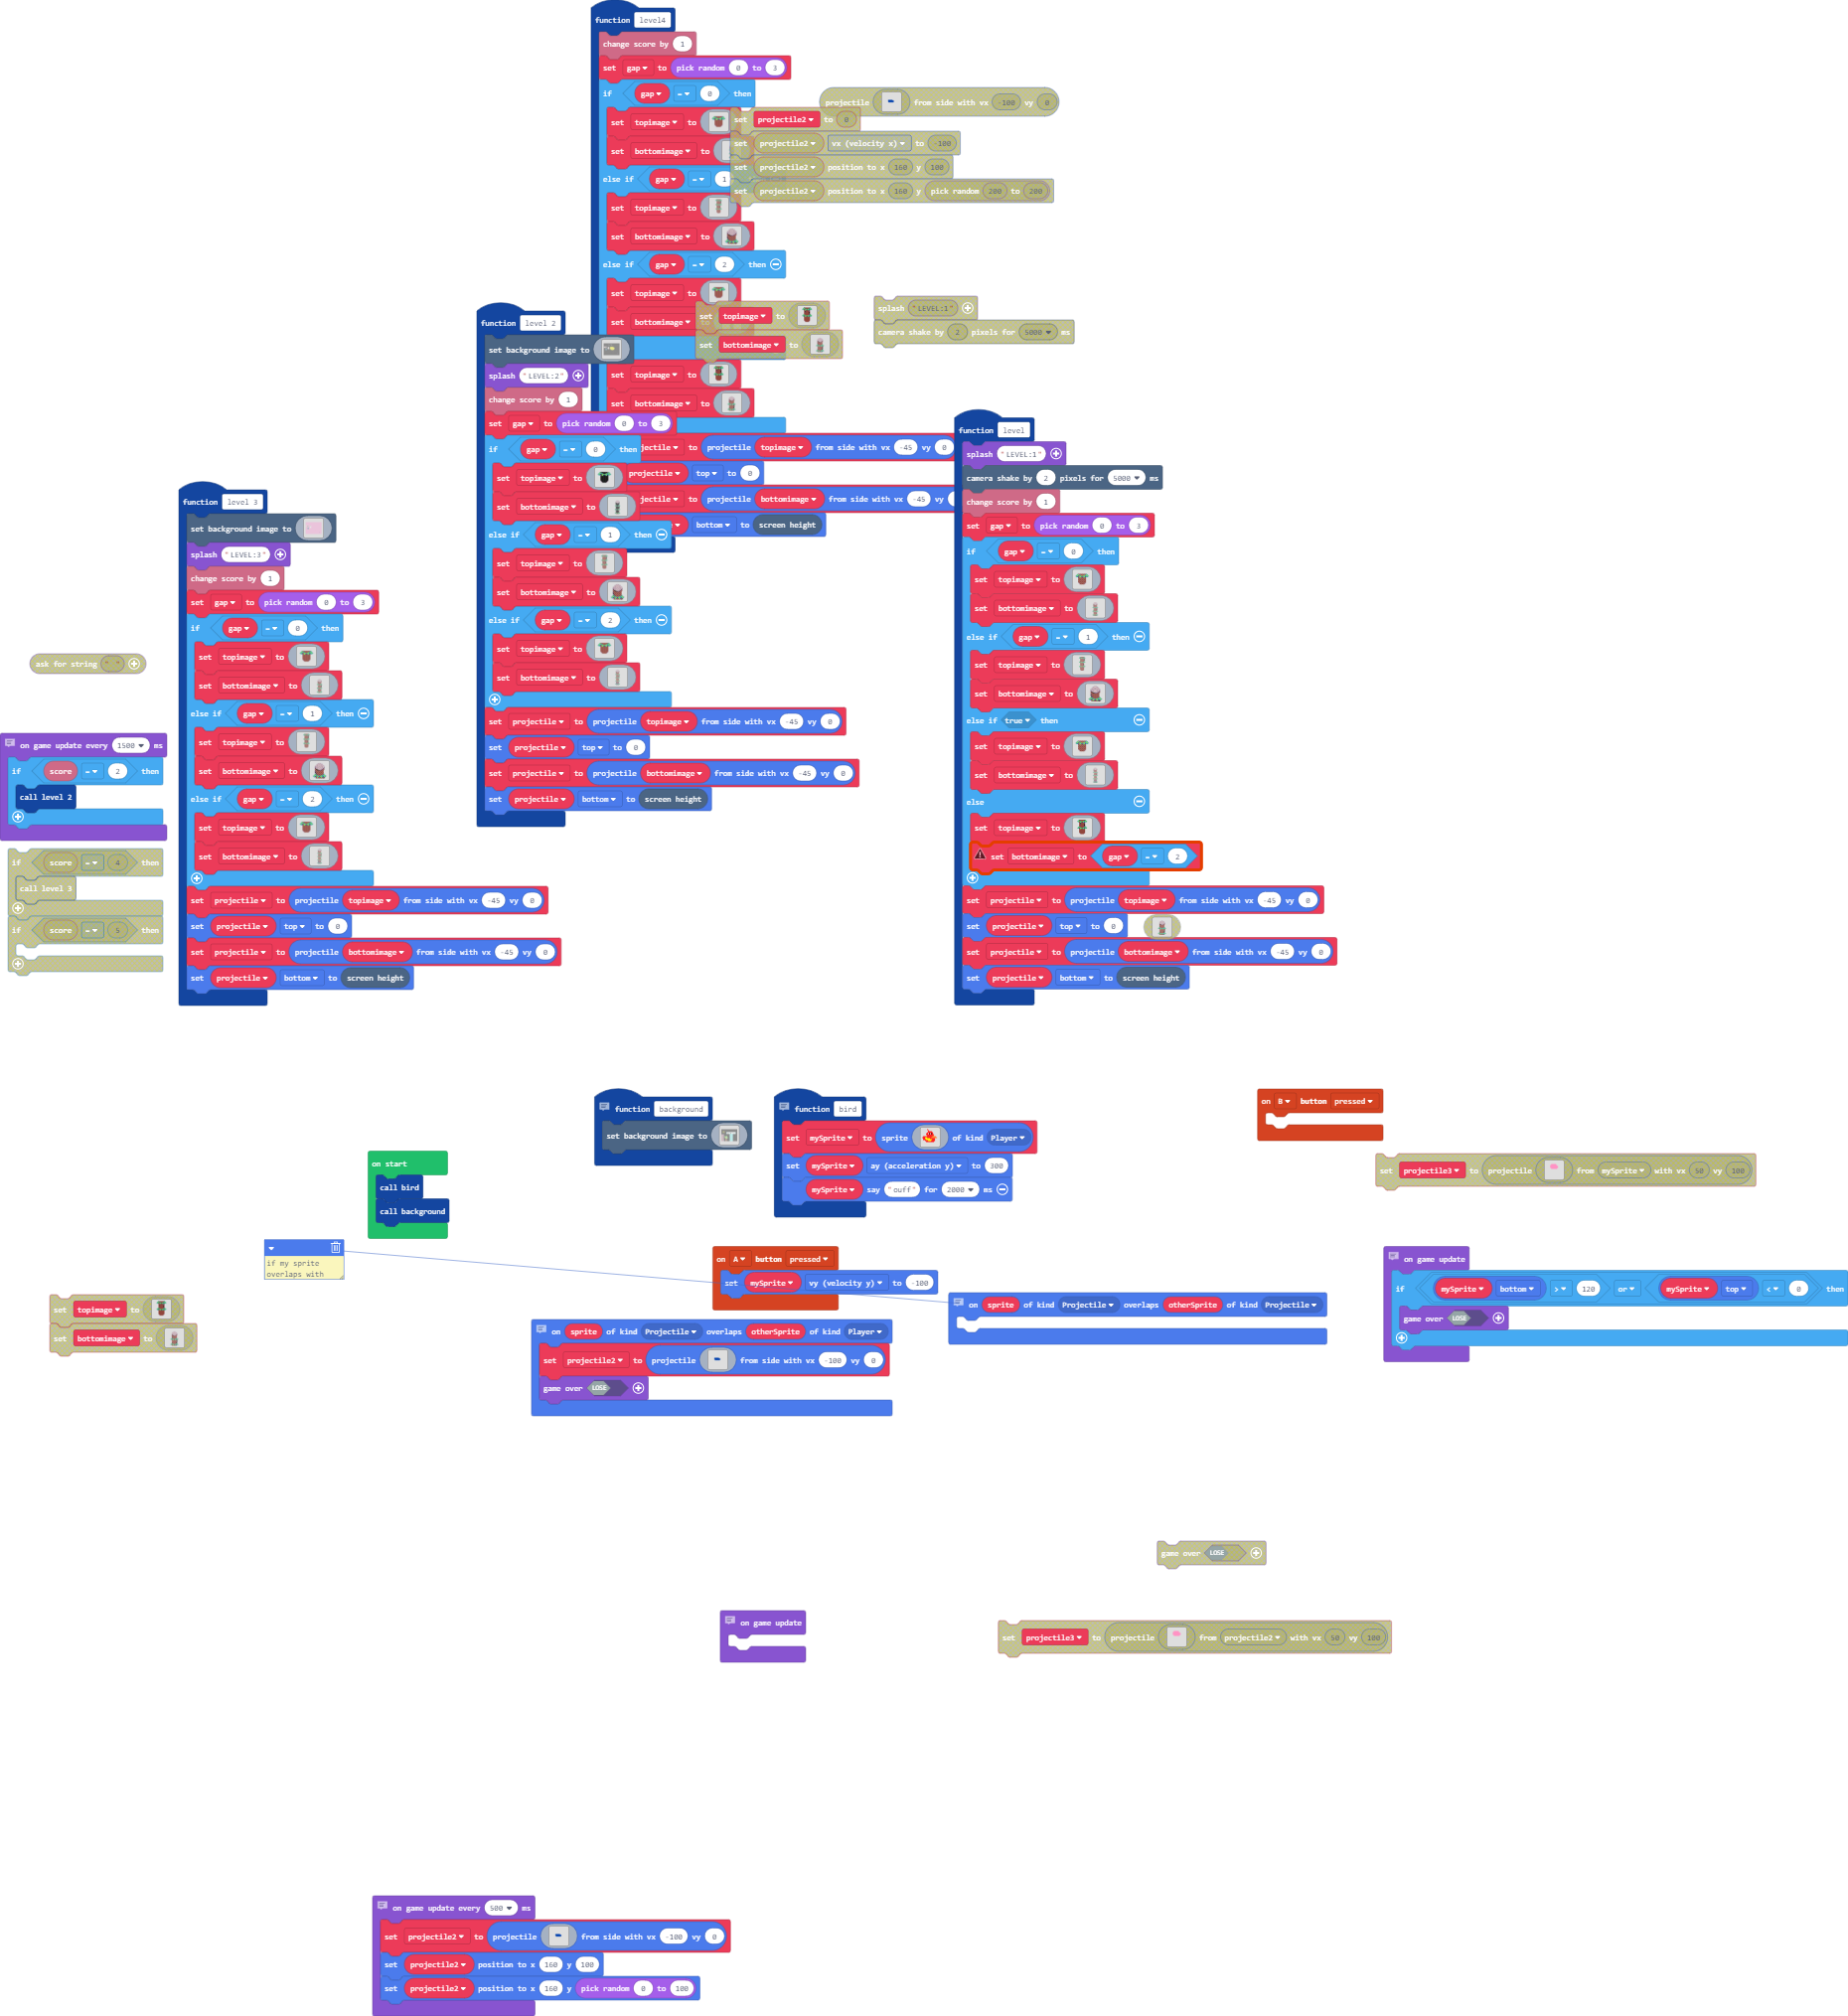 function level4
change score by 1
set gap to pick random 0 to 3
if gap = 0 then
set topimage to
set bottomimage to
else if gap = 1
set topimage to
set bottomimage to
else if gap = 2 then
set topimage to
set bottomimage to
set topimage to
set bottomimage to
jectile to projectile topimage from side with vx -45 vy 0
projectile top to 0
jectile to projectile bottomimage from side with vx -45 vy
bottom to screen height
projectile from side with vx -100 vy 0
set projectile2 to 0
set projectile2 vx (velocity x) to -100
set projectile2 position to x 160 y 100
set projectile2 position to x 160 y pick random 200 to 200
set topimage to
set bottomimage to
splash "LEVEL:1"
camera shake by 2 pixels for 5000 ms
function level 2
set background image to
splash "LEVEL:2"
change score by 1
set gap to pick random 0 to 3
if gap = 0 then
set topimage to
set bottomimage to
else if gap = 1 then
set topimage to
set bottomimage to
else if gap = 2 then
set topimage to
set bottomimage to
set projectile to projectile topimage from side with vx -45 vy 0
set projectile top to 0
set projectile to projectile bottomimage from side with vx -45 vy 0
set projectile bottom to screen height
function level
splash "LEVEL:1"
camera shake by 2 pixels for 5000 ms
change score by 1
set gap to pick random 0 to 3
if gap = 0 then
set topimage to
set bottomimage to
else if gap = 1 then
set topimage to
set bottomimage to
else if true then
set topimage to
set bottomimage to
else
set topimage to
set bottomimage to gap = 2
set projectile to projectile topimage from side with vx -45 vy 0
set projectile top to 0
set projectile to projectile bottomimage from side with vx -45 vy 0
set projectile bottom to screen height
function level 3
set background image to
splash "LEVEL:3"
change score by 1
set gap to pick random 0 to 3
if gap = 0 then
set topimage to
set bottomimage to
else if gap = 1 then
set topimage to
set bottomimage to
else if gap = 2 then
set topimage to
set bottomimage to
set projectile to projectile topimage from side with vx -45 vy 0
set projectile top to 0
set projectile to projectile bottomimage from side with vx -45 vy 0
set projectile bottom to screen height
ask for string " "
on game update every 1500 ms
if score = 2 then
call level 2
if score = 4 then
call level 3
if score = 5 then
function background
set background image to
function bird
set mySprite to sprite of kind Player
set mySprite ay (acceleration y) to 300
mySprite say "ouff" for 2000 ms
on B button pressed
set projectile3 to projectile from mySprite with vx 50 vy 100
on start
call bird
call background
if my sprite
overlaps with
on A button pressed
set mySprite vy (velocity y) to -100
on sprite of kind Projectile overlaps otherSprite of kind Projectile
on game update
if mySprite bottom > 120 or mySprite top < 0 then
game over LOSE
set topimage to
set bottomimage to
on sprite of kind Projectile overlaps otherSprite of kind Player
set projectile2 to projectile from side with vx -100 vy 0
game over LOSE
game over LOSE
on game update
set projectile3 to projectile from projectile2 with vx 50 vy 100
on game update every 500 ms
set projectile2 to projectile from side with vx -100 vy 0
set projectile2 position to x 160 y 100
set projectile2 position to x 160 y pick random 0 to 100